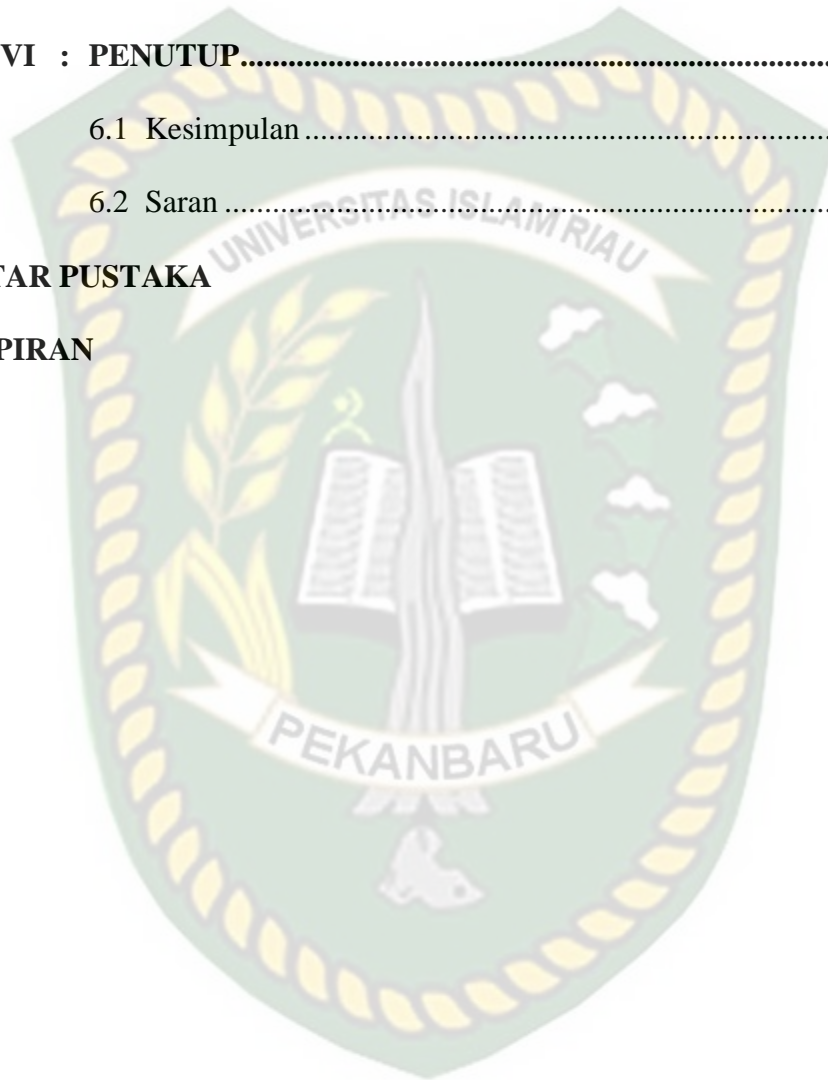 VI : PENUTUP..........................................................................
6.1 Kesimpulan..................................................................
6.2 Saran............................................................................
UNIVERSITAS ISLAM RIAU
TAR PUSTAKA
PIRAN
PEKANBARU